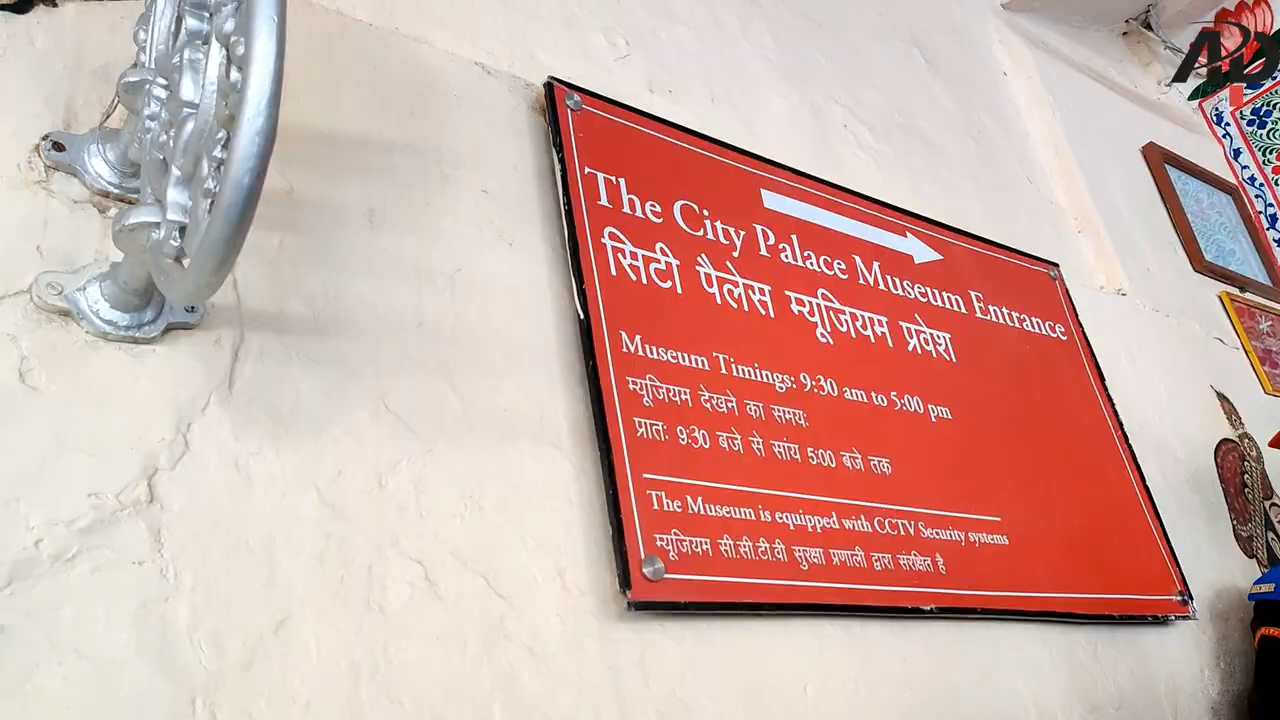 The City Palace Museum Entrance
सिटी पैलेस म्यूजियम प्रवेश
Museum Timings: 9:30 am to 5:00 pm
म्यूजियम देखने का समयः
प्रातः 9:30 बजे से सांय 5:00 बजे तक
The Museum is equipped with CCTV Security systems
म्यूजियम सी.सी.टी.वी सुरक्षा प्रणाली द्वारा संरक्षित है
AD